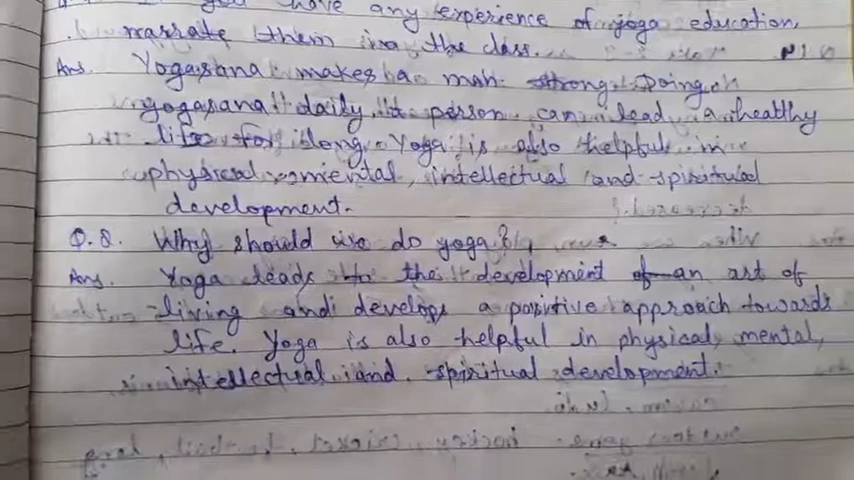 you have any experience of yoga education,
narrate them in the class.
Ans. Yogasana makes a man strong. Doing
yogasana daily, a person can lead a healthy
life for long. Yoga is also helpful in
physical, mental, intellectual and spiritual
development.
Q.8. Why should we do yoga?
Ans. Yoga leads to the development of an art of
living and develops a positive approach towards
life. Yoga is also helpful in physical, mental,
intellectual and spiritual development.